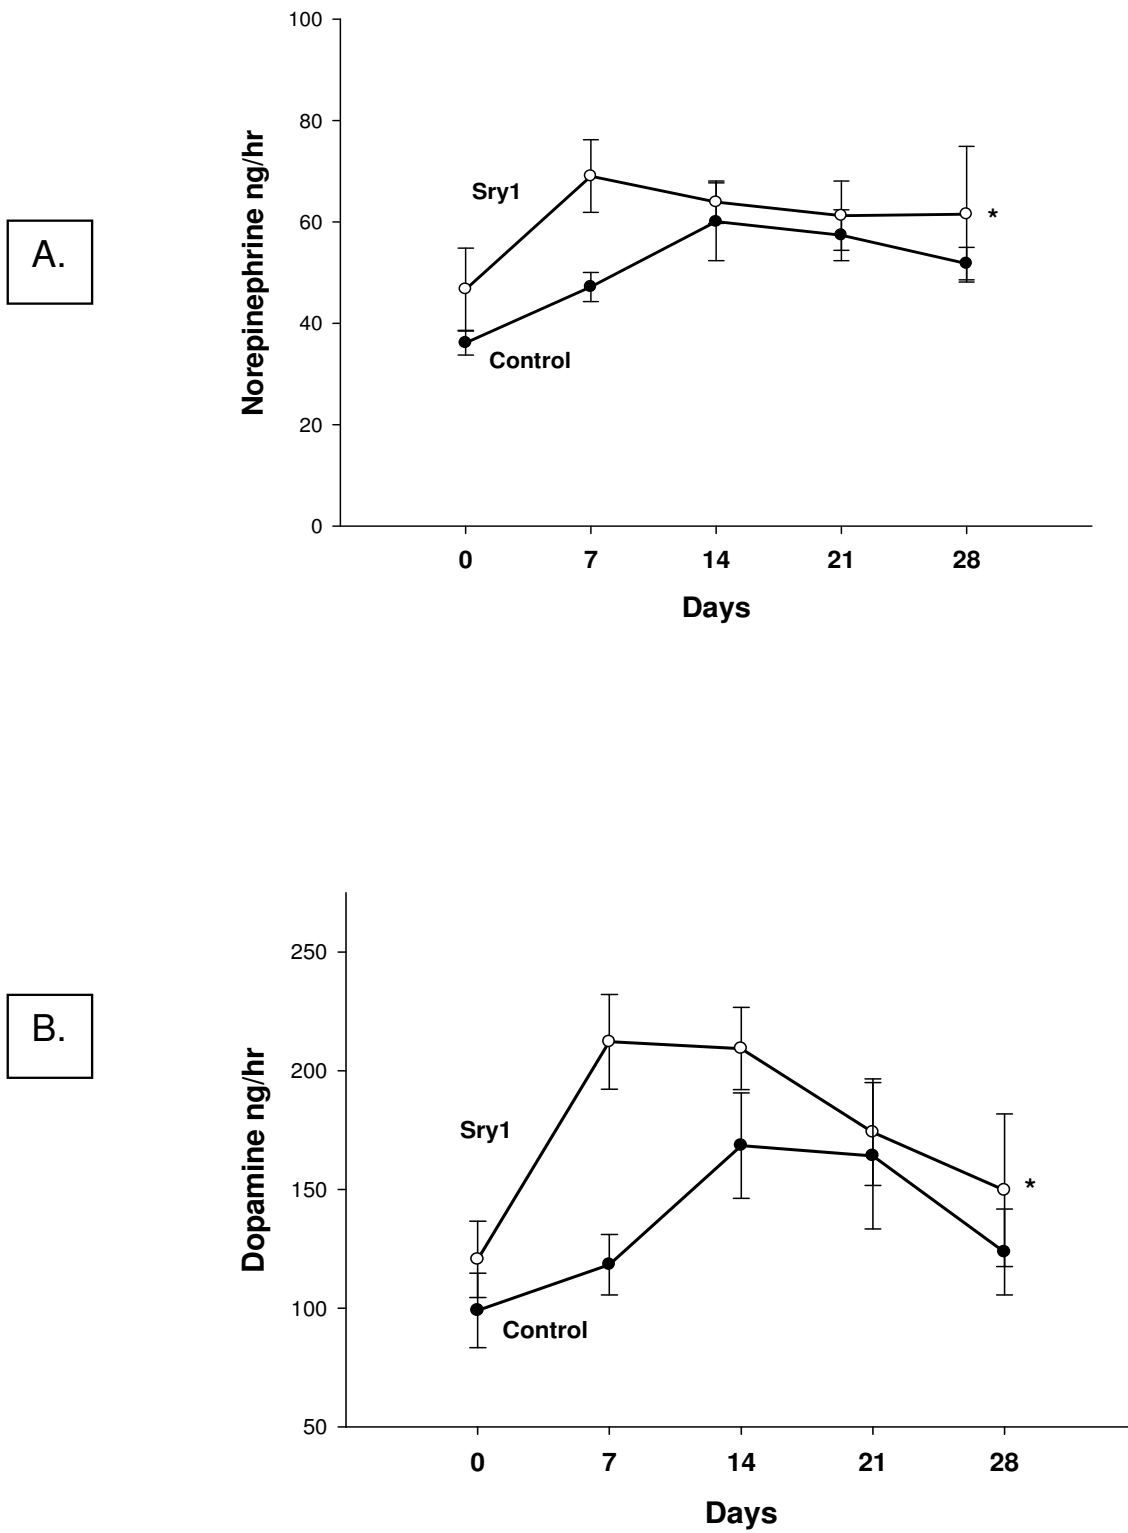 A.
Norepinephrine ng/hr
100
80
60
40
20
0
Sry1
*
Control
0 7 14 21 28
Days
B.
Dopamine ng/hr
250
200
150
100
50
Sry1
*
Control
0 7 14 21 28
Days